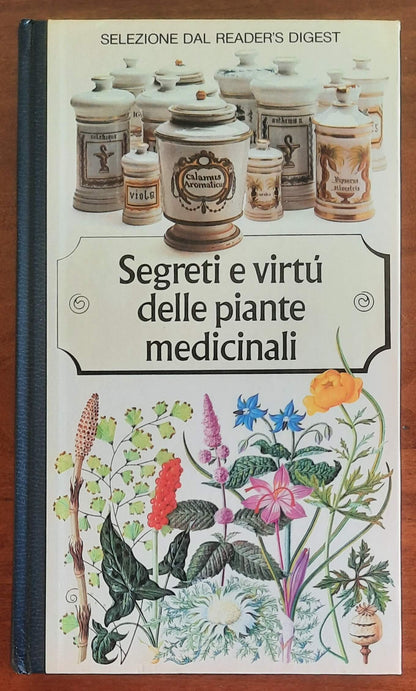 SELEZIONE DAL READER'S DIGEST
Calamus
Aromaticus
VIOLE
Segreti e virtú
delle piante
medicinali